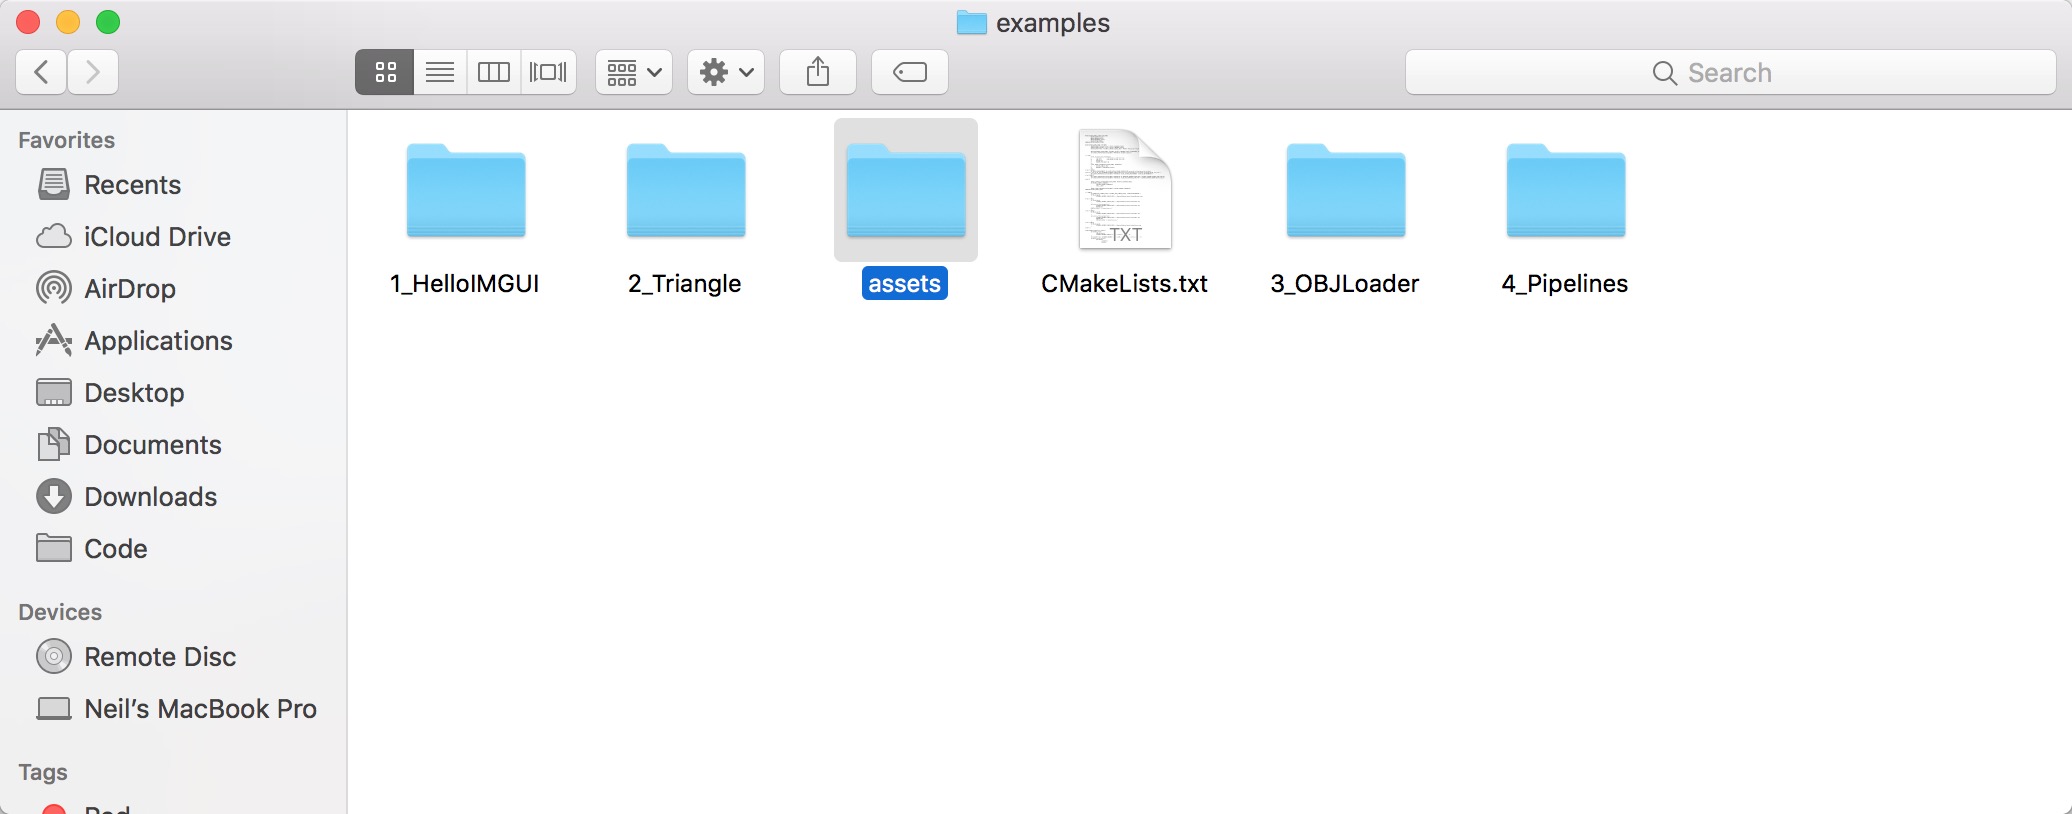 examples
Search
Favorites
Recents
iCloud Drive
AirDrop
Applications
Desktop
Documents
Downloads
Code
Devices
Remote Disc
Neil’s MacBook Pro
Tags
Red
TXT
1_HelloIMGUI
2_Triangle
assets
CMakeLists.txt
3_OBJLoader
4_Pipelines